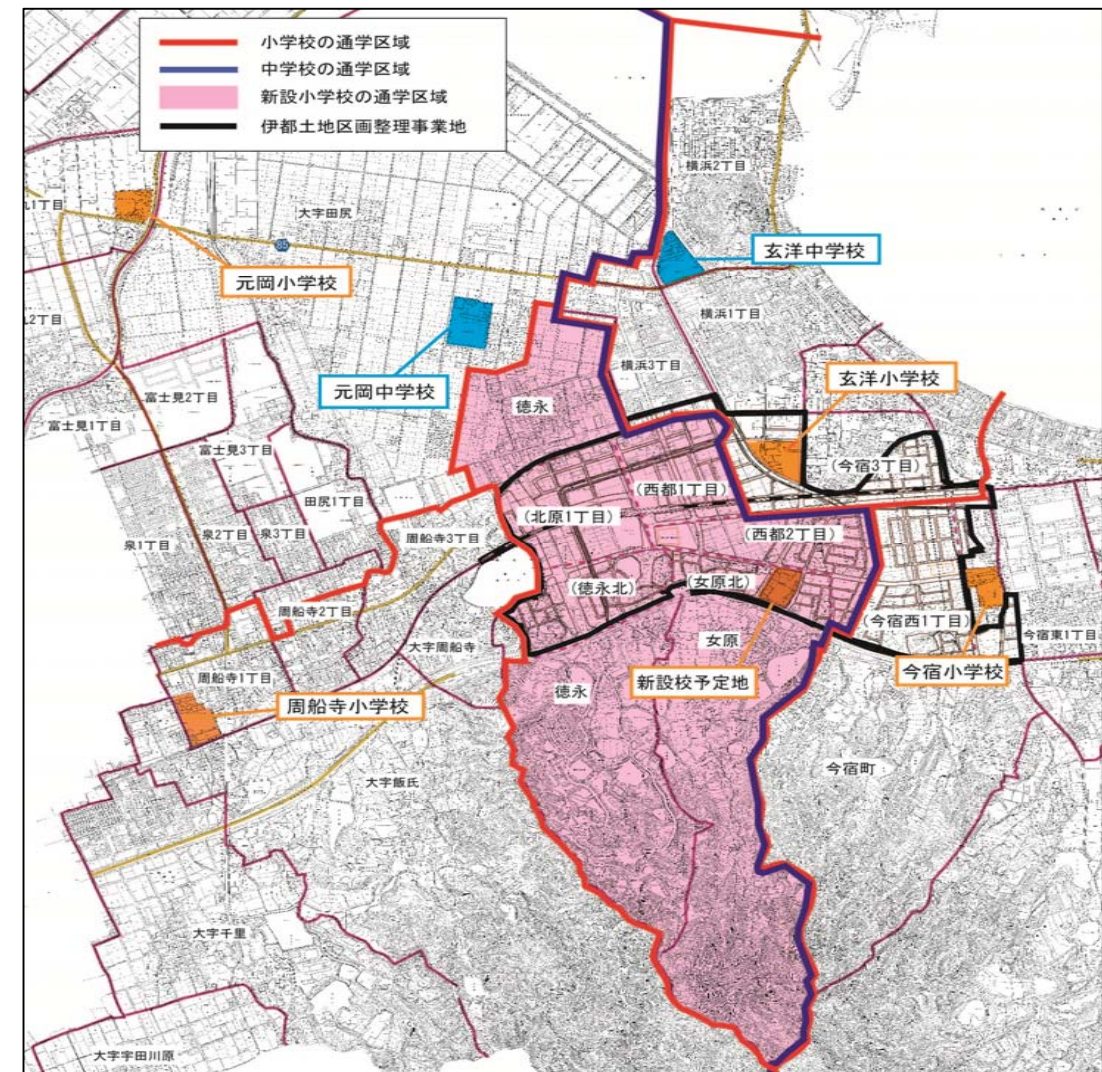 小学校の通学区域
中学校の通学区域
新設小学校の通学区域
伊都土地区画整理事業地
横浜2丁目
1丁目
大字田尻
85
玄洋中学校
元岡小学校
2丁目
横浜1丁目
富士見2丁目
元岡中学校
横浜3丁目
玄洋小学校
富士見1丁目
徳永
富士見3丁目
(今宿3丁目)
田尻1丁目
(西都1丁目)
(北原1丁目)
泉2丁目
泉3丁目
泉1丁目
周船寺3丁目
(西都2丁目)
(徳永北)
(女原北)
周船寺2丁目
(今宿西1丁目)
女原
今宿東1丁目
大字周船寺
周船寺1丁目
徳永
新設校予定地
今宿小学校
周船寺小学校
大字飯氏
今宿町
大字千里
大字宇田川原